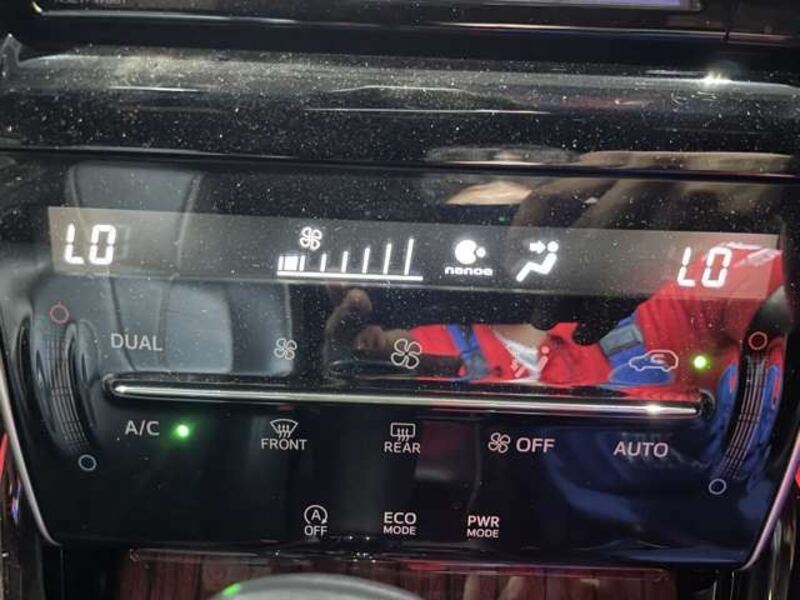 LO
nanoe
LO
DUAL
A/C
FRONT
REAR
OFF
AUTO
A
OFF
ECO
MODE
PWR
MODE